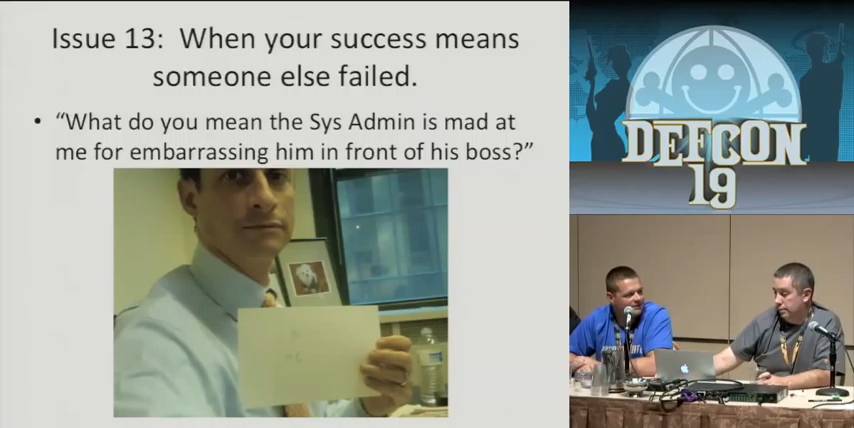 Issue 13:  When your success means
someone else failed.
• “What do you mean the Sys Admin is mad at
me for embarrassing him in front of his boss?”
DEFCON
19